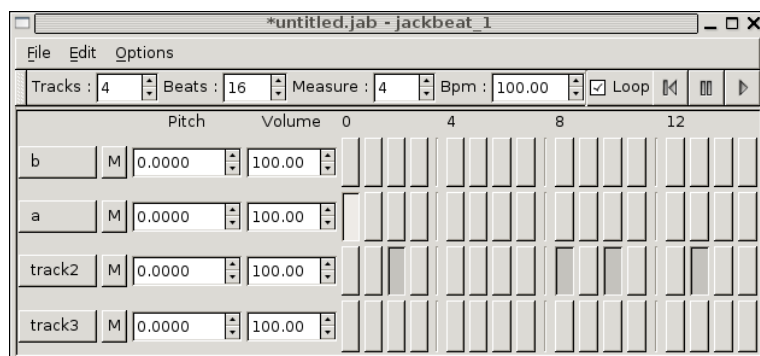 *untitled.jab - jackbeat_1
File Edit Options
Tracks : 4 Beats : 16 Measure : 4 Bpm : 100.00 Loop
Pitch Volume 0 4 8 12
b M 0.0000 100.00
a M 0.0000 100.00
track2 M 0.0000 100.00
track3 M 0.0000 100.00